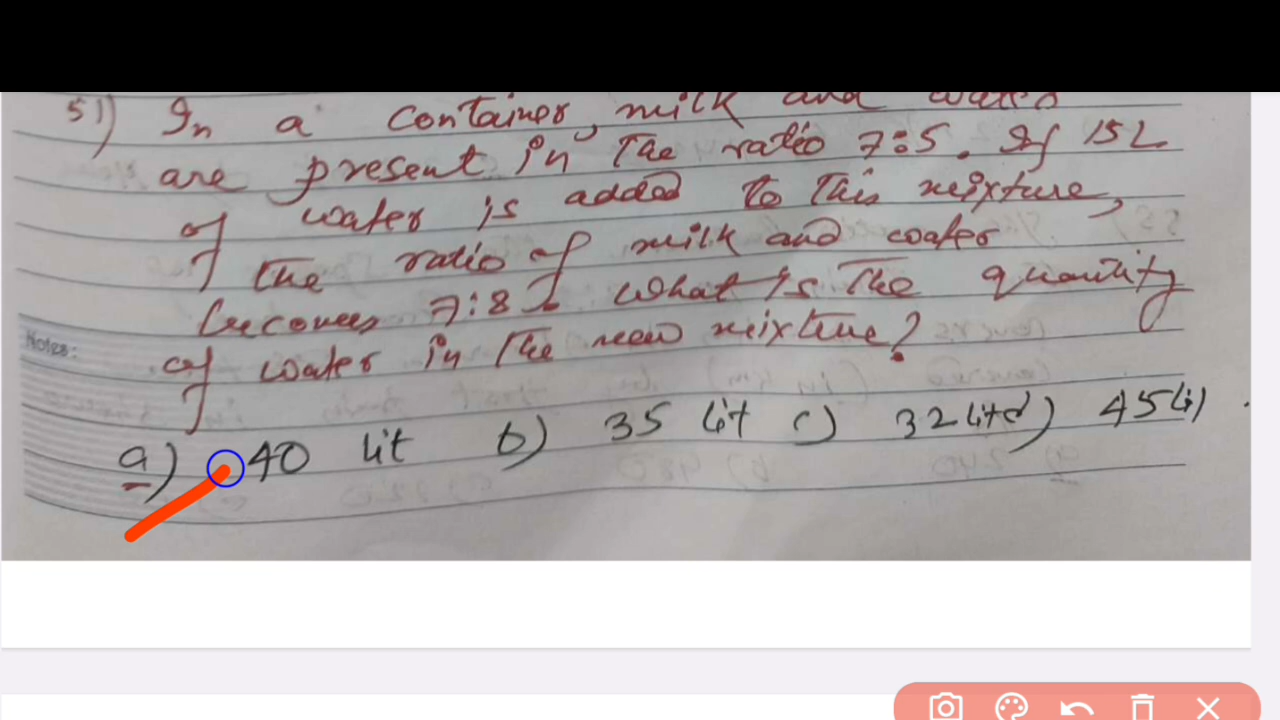 51) In a container, milk and water
are present in the ratio 7:5. If 15L
of water is added to this mixture,
the ratio of milk and water
becomes 7:8 what is the quantity
of water in the new mixture?
Notes:
a) 40 lit b) 35 lit c) 32 lit d) 45 lit